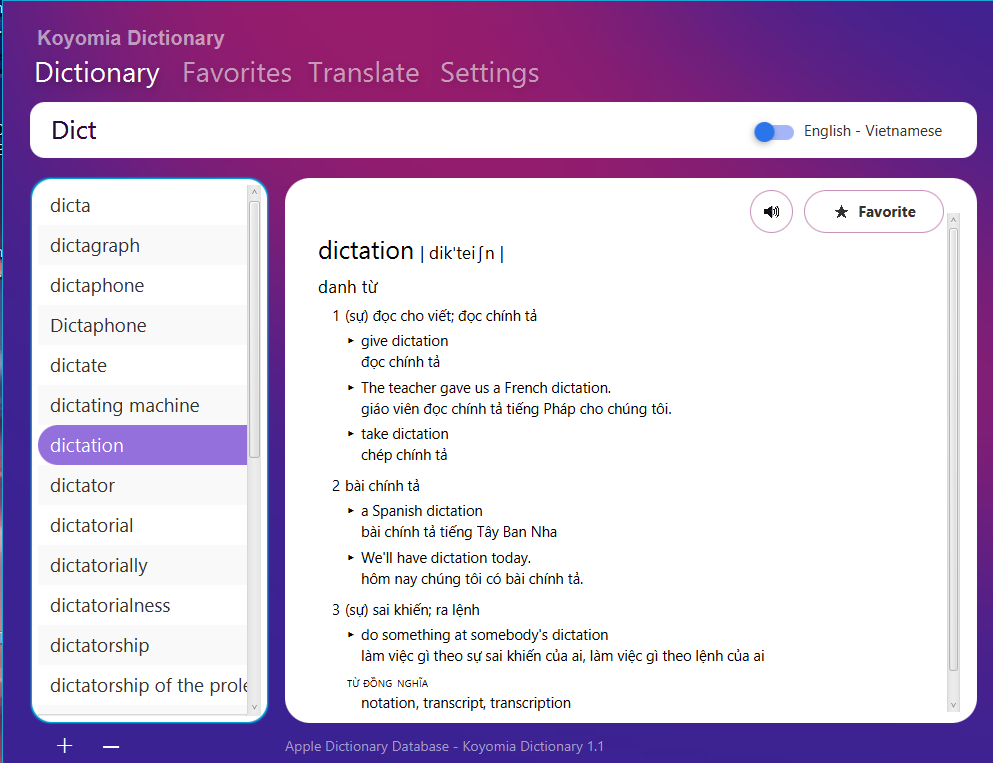 Koyomia Dictionary
Dictionary Favorites Translate Settings
Dict
English - Vietnamese
dicta
dictagraph
dictaphone
Dictaphone
dictate
dictating machine
dictation
dictator
dictatorial
dictatorially
dictatorialness
dictatorship
dictatorship of the prole
Favorite
dictation | dik'teiʃn |
danh từ
1 (sự) đọc cho viết; đọc chính tả
give dictation
đọc chính tả
The teacher gave us a French dictation.
giáo viên đọc chính tả tiếng Pháp cho chúng tôi.
take dictation
chép chính tả
2 bài chính tả
a Spanish dictation
bài chính tả tiếng Tây Ban Nha
We'll have dictation today.
hôm nay chúng tôi có bài chính tả.
3 (sự) sai khiến; ra lệnh
do something at somebody's dictation
làm việc gì theo sự sai khiến của ai, làm việc gì theo lệnh của ai
TỪ ĐỒNG NGHĨA
notation, transcript, transcription
Apple Dictionary Database - Koyomia Dictionary 1.1